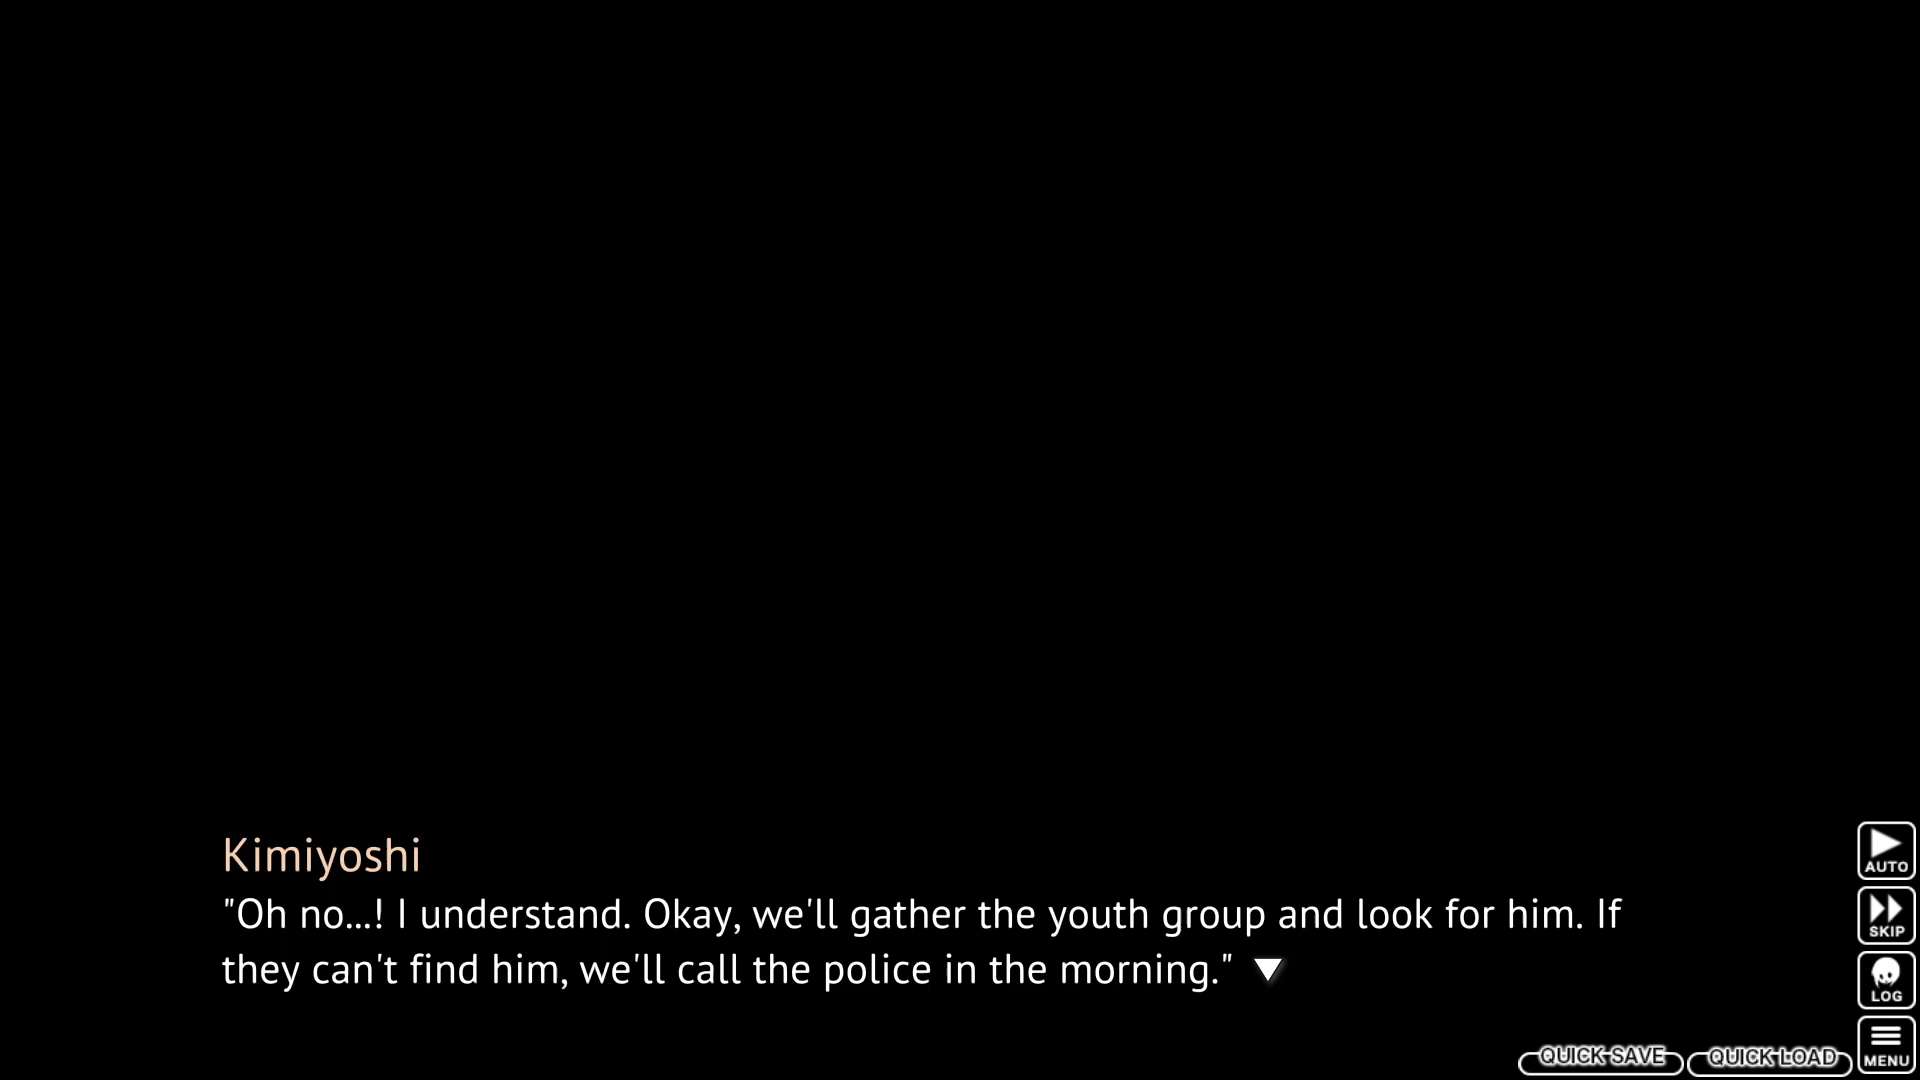 Kimiyoshi
"Oh no...! I understand. Okay, we'll gather the youth group and look for him. If
they can't find him, we'll call the police in the morning."
AUTO
SKIP
LOG
MENU
QUICK SAVE
QUICK LOAD